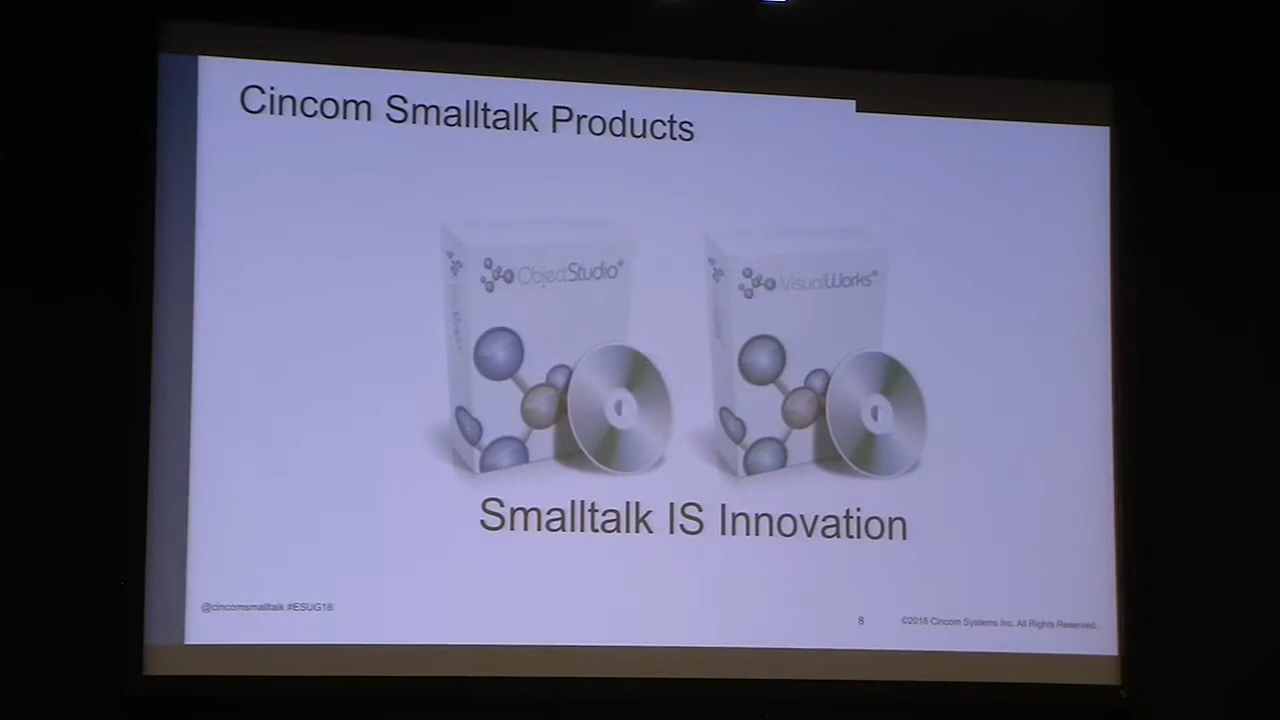 Cincom Smalltalk Products
ObjectStudio®
VisualWorks®
Smalltalk IS Innovation
@cincomsmalltalk #ESUG16
8
©2016 Cincom Systems Inc. All Rights Reserved.